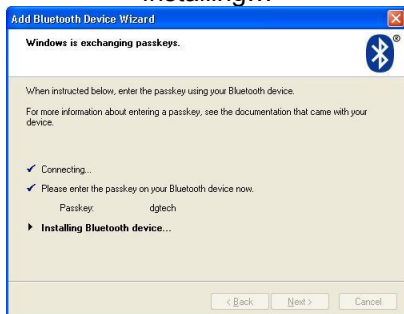 Installing...
Add Bluetooth Device Wizard
Windows is exchanging passkeys.
When instructed below, enter the passkey using your Bluetooth device.
For more information about entering a passkey, see the documentation that came with your
device.
Connecting...
Please enter the passkey on your Bluetooth device now.
Passkey: dgtech
Installing Bluetooth device...
< Back Next > Cancel